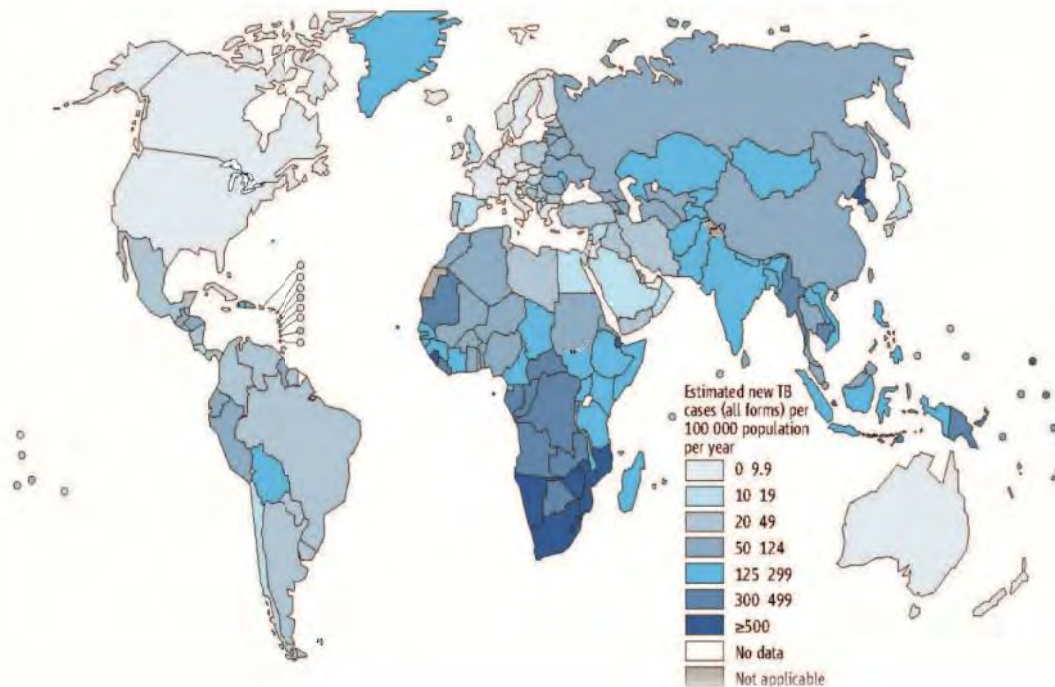 Estimated new TB
cases (all forms) per
100 000 population
per year
0 9.9
10 19
20 49
50 124
125 299
300 499
≥500
No data
Not applicable